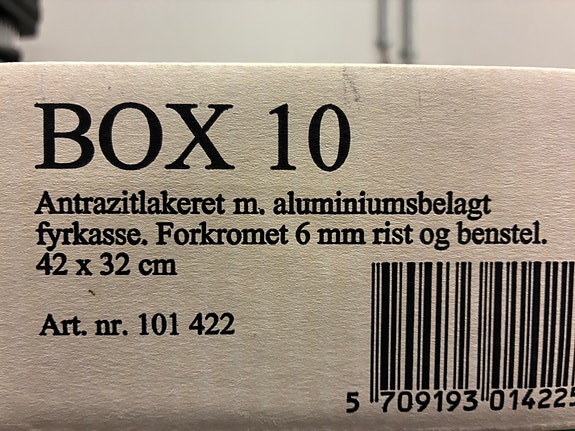 BOX 10
Antrazitlakeret m. aluminiumsbelagt
fyrkasse. Forkromet 6 mm rist og benstel.
42 x 32 cm
Art. nr. 101 422
5 709193 014225